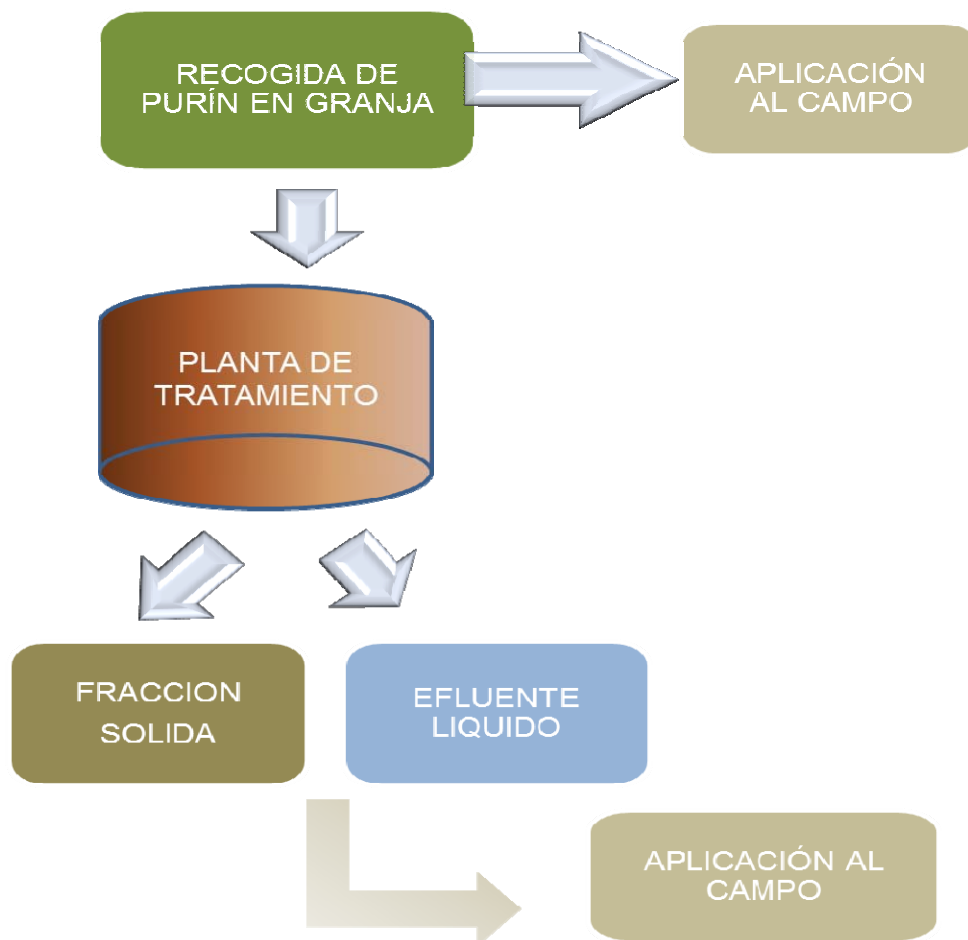 RECOGIDA DE
PURÍN EN GRANJA
APLICACIÓN
AL CAMPO
PLANTA DE
TRATAMIENTO
FRACCION
SOLIDA
EFLUENTE
LIQUIDO
APLICACIÓN AL
CAMPO